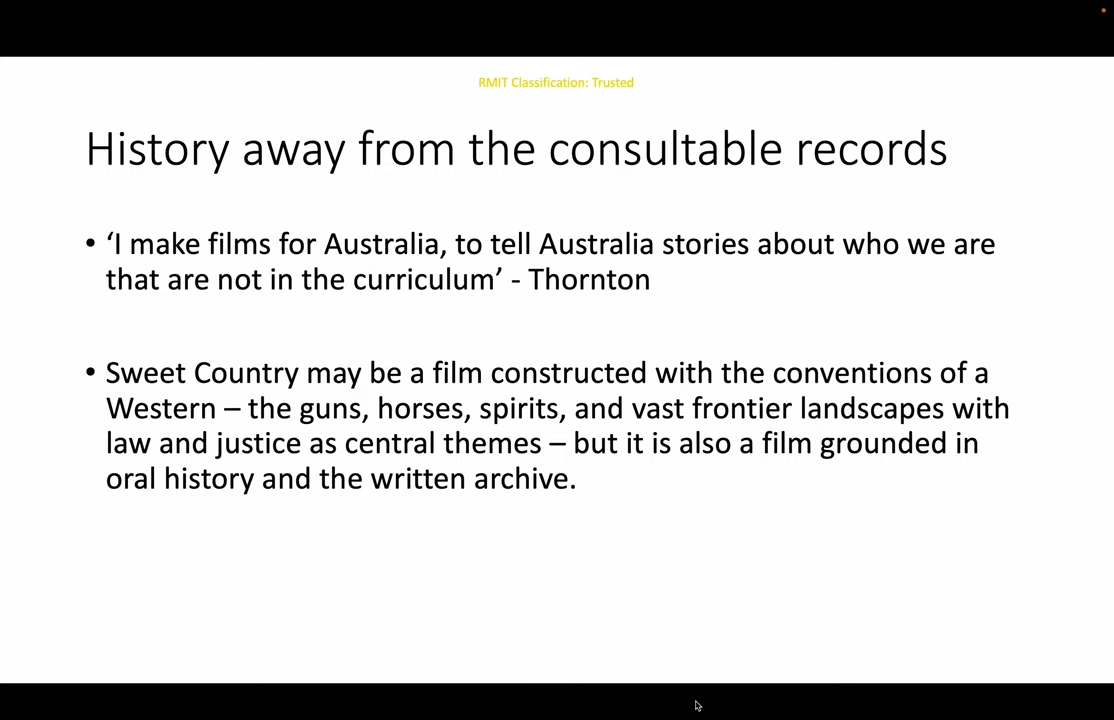 RMIT Classification: Trusted
History away from the consultable records
• ‘I make films for Australia, to tell Australia stories about who we are
that are not in the curriculum’ - Thornton
• Sweet Country may be a film constructed with the conventions of a
Western – the guns, horses, spirits, and vast frontier landscapes with
law and justice as central themes – but it is also a film grounded in
oral history and the written archive.